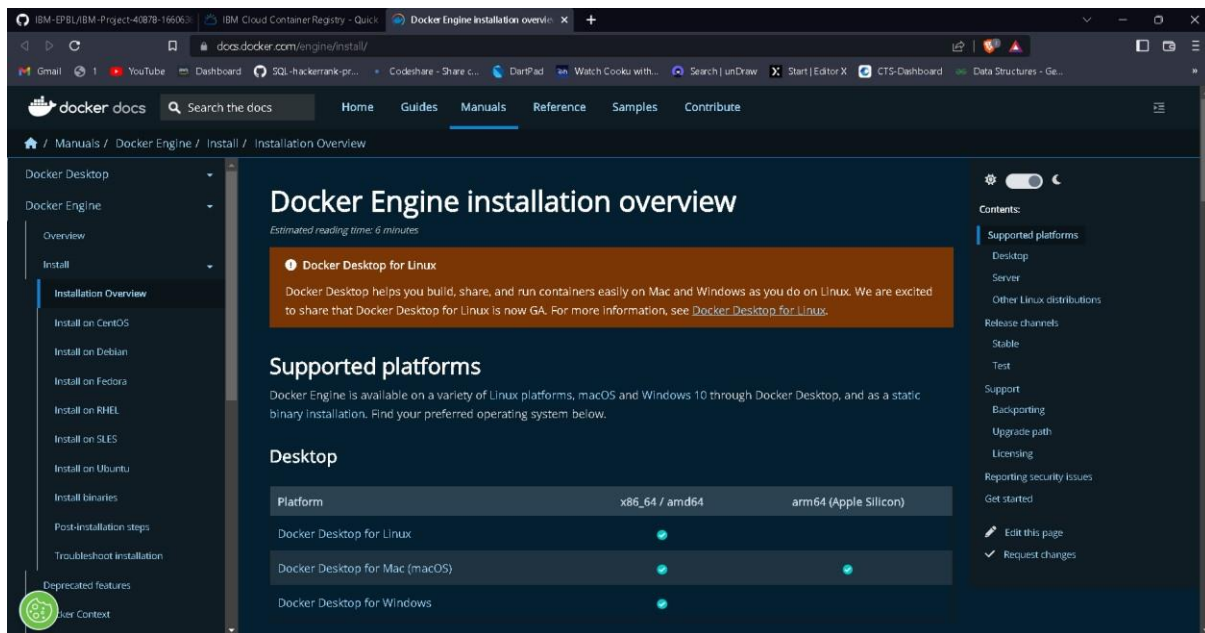 IBM-EPBL/IBM-Project-40878-166063
IBM Cloud Container Registry - Quick
Docker Engine installation overvie
docs.docker.com/engine/install/
Gmail
1
YouTube
Dashboard
SQL-hackerrank-pr...
Codeshare - Share c...
DartPad
Watch Cooku with...
Search | unDraw
Start | Editor X
CTS-Dashboard
Data Structures - Ge...
»
docker docs
Search the docs
Home
Guides
Manuals
Reference
Samples
Contribute
/ Manuals / Docker Engine / Install / Installation Overview
Docker Desktop
Docker Engine
Overview
Install
Installation Overview
Install on CentOS
Install on Debian
Install on Fedora
Install on RHEL
Install on SLES
Install on Ubuntu
Install binaries
Post-installation steps
Troubleshoot installation
Deprecated features
ker Context
Docker Engine installation overview
Estimated reading time: 6 minutes
Docker Desktop for Linux
Docker Desktop helps you build, share, and run containers easily on Mac and Windows as you do on Linux. We are excited
to share that Docker Desktop for Linux is now GA. For more information, see Docker Desktop for Linux.
Supported platforms
Docker Engine is available on a variety of Linux platforms, macOS and Windows 10 through Docker Desktop, and as a static
binary installation. Find your preferred operating system below.
Desktop
Platform x86_64 / amd64 arm64 (Apple Silicon)
Docker Desktop for Linux
Docker Desktop for Mac (macOS)
Docker Desktop for Windows
Contents:
Supported platforms
Desktop
Server
Other Linux distributions
Release channels
Stable
Test
Support
Backporting
Upgrade path
Licensing
Reporting security issues
Get started
Edit this page
Request changes